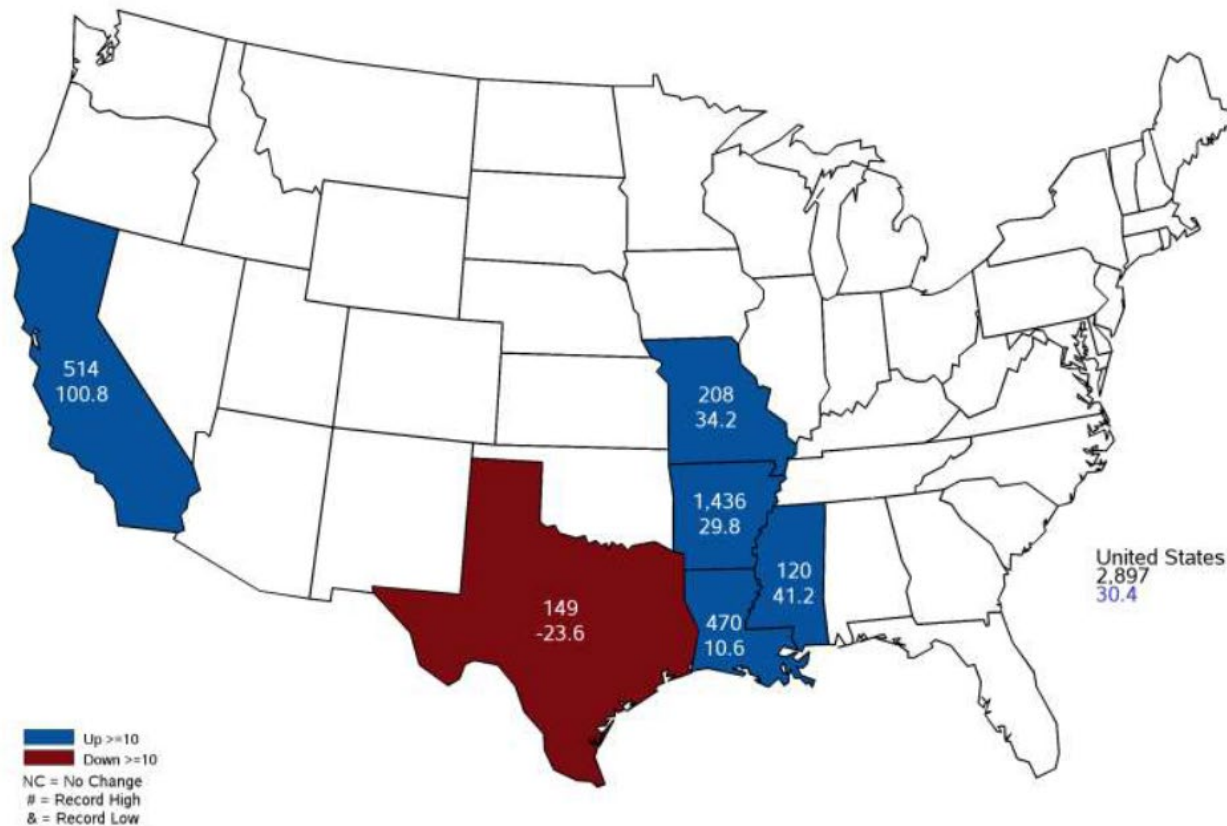 514
100.8
208
34.2
1,436
29.8
120
41.2
United States
2,897
30.4
149
-23.6
470
10.6
Up >=10
Down >=10
NC = No Change
# = Record High
& = Record Low